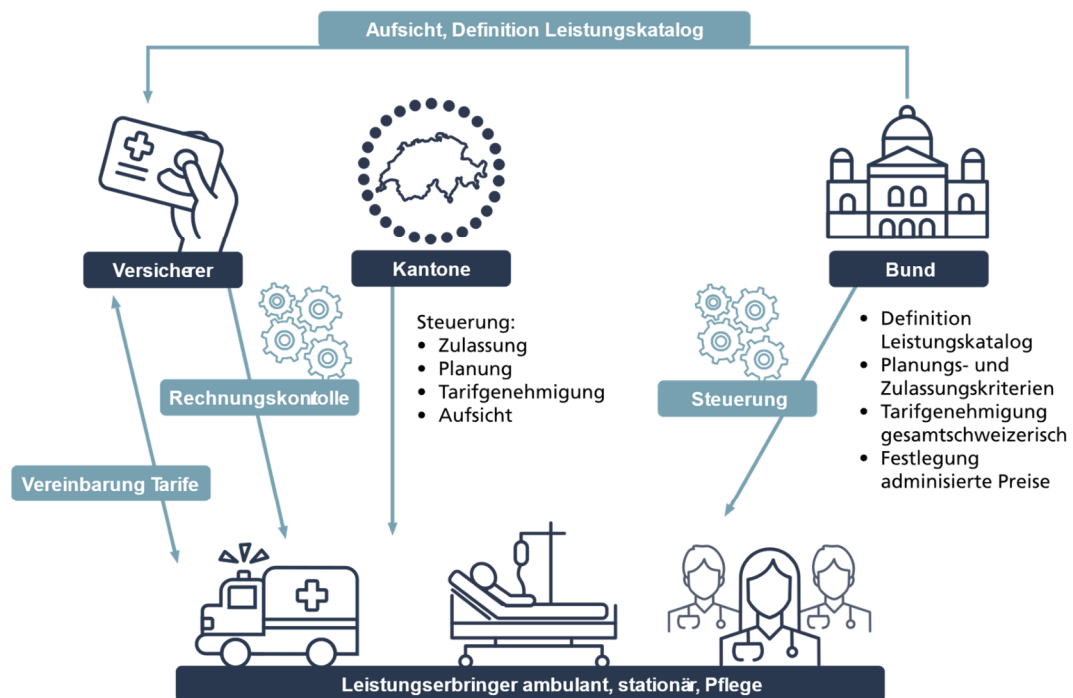 Aufsicht, Definition Leistungskatalog
Versicherer
Kantone
Bund
Steuerung:
• Zulassung
• Planung
• Tarifgenehmigung
• Aufsicht
Rechnungskontrolle
Vereinbarung Tarife
Steuerung
• Definition
Leistungskatalog
• Planungs- und
Zulassungskriterien
• Tarifgenehmigung
gesamtschweizerisch
• Festlegung
adminisierte Preise
Leistungserbringer ambulant, stationär, Pflege